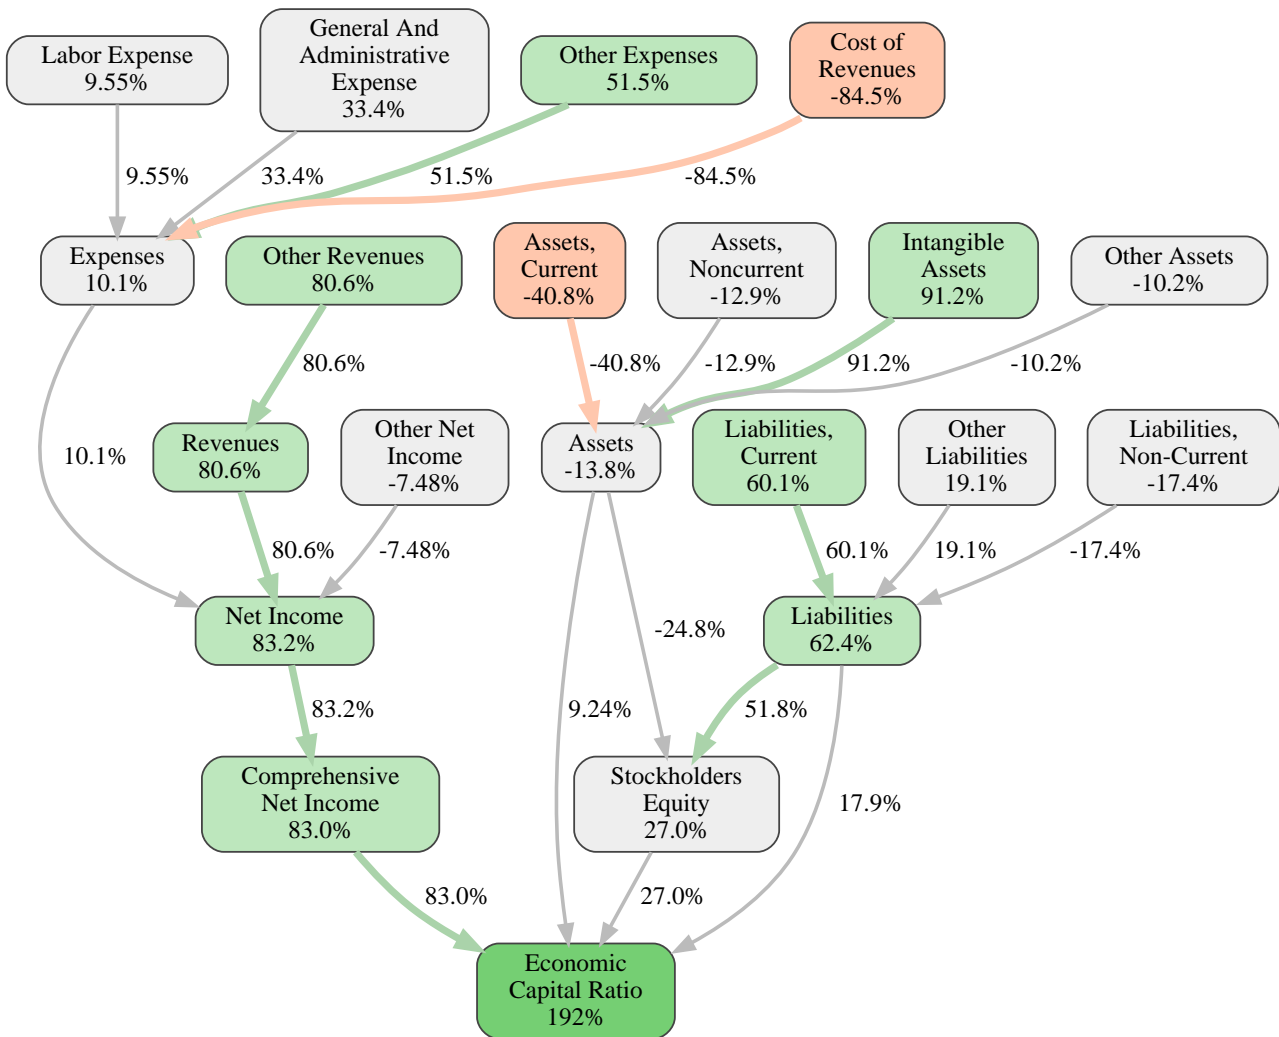 Labor Expense
9.55%
General And
Administrative
Expense
33.4%
Other Expenses
51.5%
Cost of
Revenues
-84.5%
9.55%
33.4%
51.5%
-84.5%
Expenses
10.1%
Other Revenues
80.6%
Assets,
Current
-40.8%
Assets,
Noncurrent
-12.9%
Intangible
Assets
91.2%
Other Assets
-10.2%
80.6%
-40.8%
-12.9%
91.2%
-10.2%
10.1%
Revenues
80.6%
Other Net
Income
-7.48%
Assets
-13.8%
Liabilities,
Current
60.1%
Other
Liabilities
19.1%
Liabilities,
Non-Current
-17.4%
80.6%
-7.48%
60.1%
19.1%
-17.4%
Net Income
83.2%
-24.8%
Liabilities
62.4%
83.2%
9.24%
51.8%
Comprehensive
Net Income
83.0%
Stockholders
Equity
27.0%
17.9%
83.0%
27.0%
Economic
Capital Ratio
192%